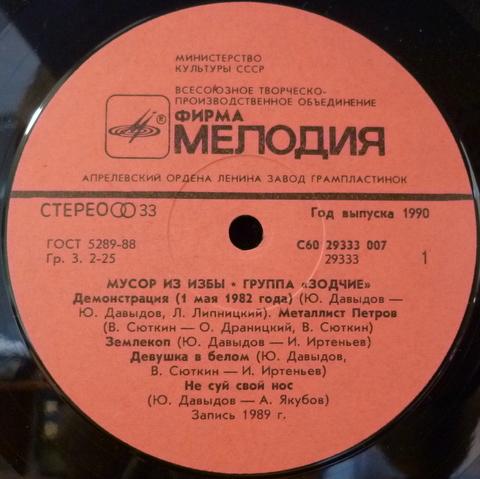 МИНИСТЕРСТВО
КУЛЬТУРЫ СССР
ВСЕСОЮЗНОЕ ТВОРЧЕСКО-
ПРОИЗВОДСТВЕННОЕ ОБЪЕДИНЕНИЕ
®
ФИРМА
МЕЛОДИЯ
АПРЕЛЕВСКИЙ ОРДЕНА ЛЕНИНА ЗАВОД ГРАМПЛАСТИНОК
СТЕРЕО 33
Год выпуска 1990
ГОСТ 5289-88
С60 29333 007
Гр. 3. 2-25
29333
1
МУСОР ИЗ ИЗБЫ • ГРУППА «ЗОДЧИЕ»
Демонстрация (1 мая 1982 года) (Ю. Давыдов —
Ю. Давыдов, Л. Липницкий). Металлист Петров
(В. Сюткин — О. Драницкий, В. Сюткин)
Землекоп (Ю. Давыдов — И. Иртеньев)
Девушка в белом (Ю. Давыдов,
В. Сюткин — И. Иртеньев)
Не суй свой нос
(Ю. Давыдов — А. Якубов)
Запись 1989 г.